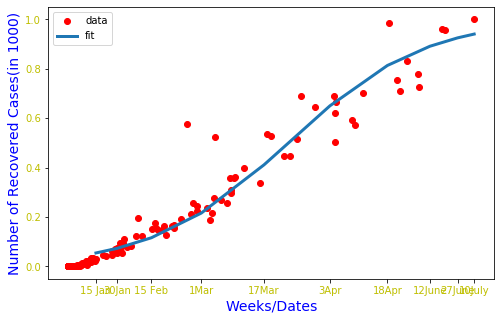 data
fit
Number of Recovered Cases(in 1000)
1.0
0.8
0.6
0.4
0.2
0.0
15 Jan 30Jan 15 Feb 1Mar 17Mar 3Apr 18Apr 12June 27June
Weeks/Dates